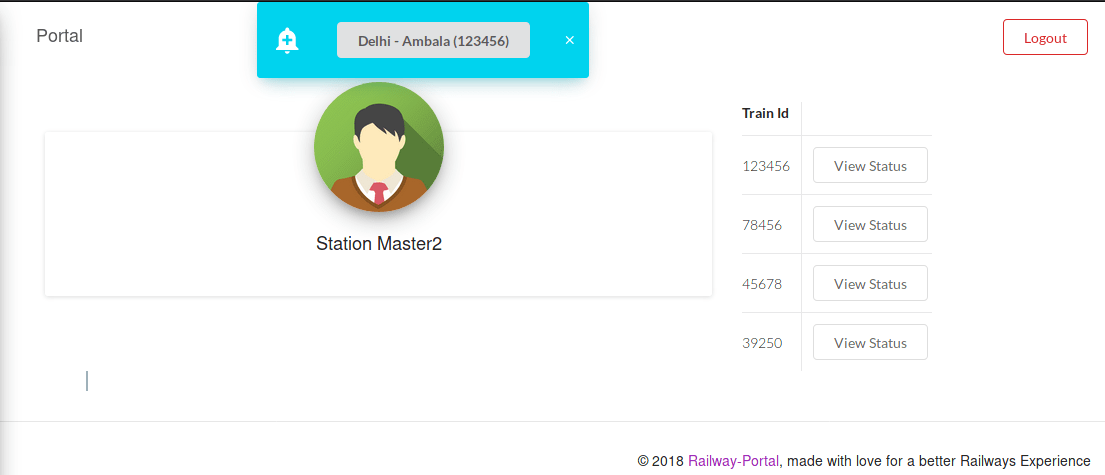 Portal
Delhi - Ambala (123456)
×
Logout
Station Master2
Train Id
123456 View Status
78456 View Status
45678 View Status
39250 View Status
© 2018 Railway-Portal, made with love for a better Railways Experience